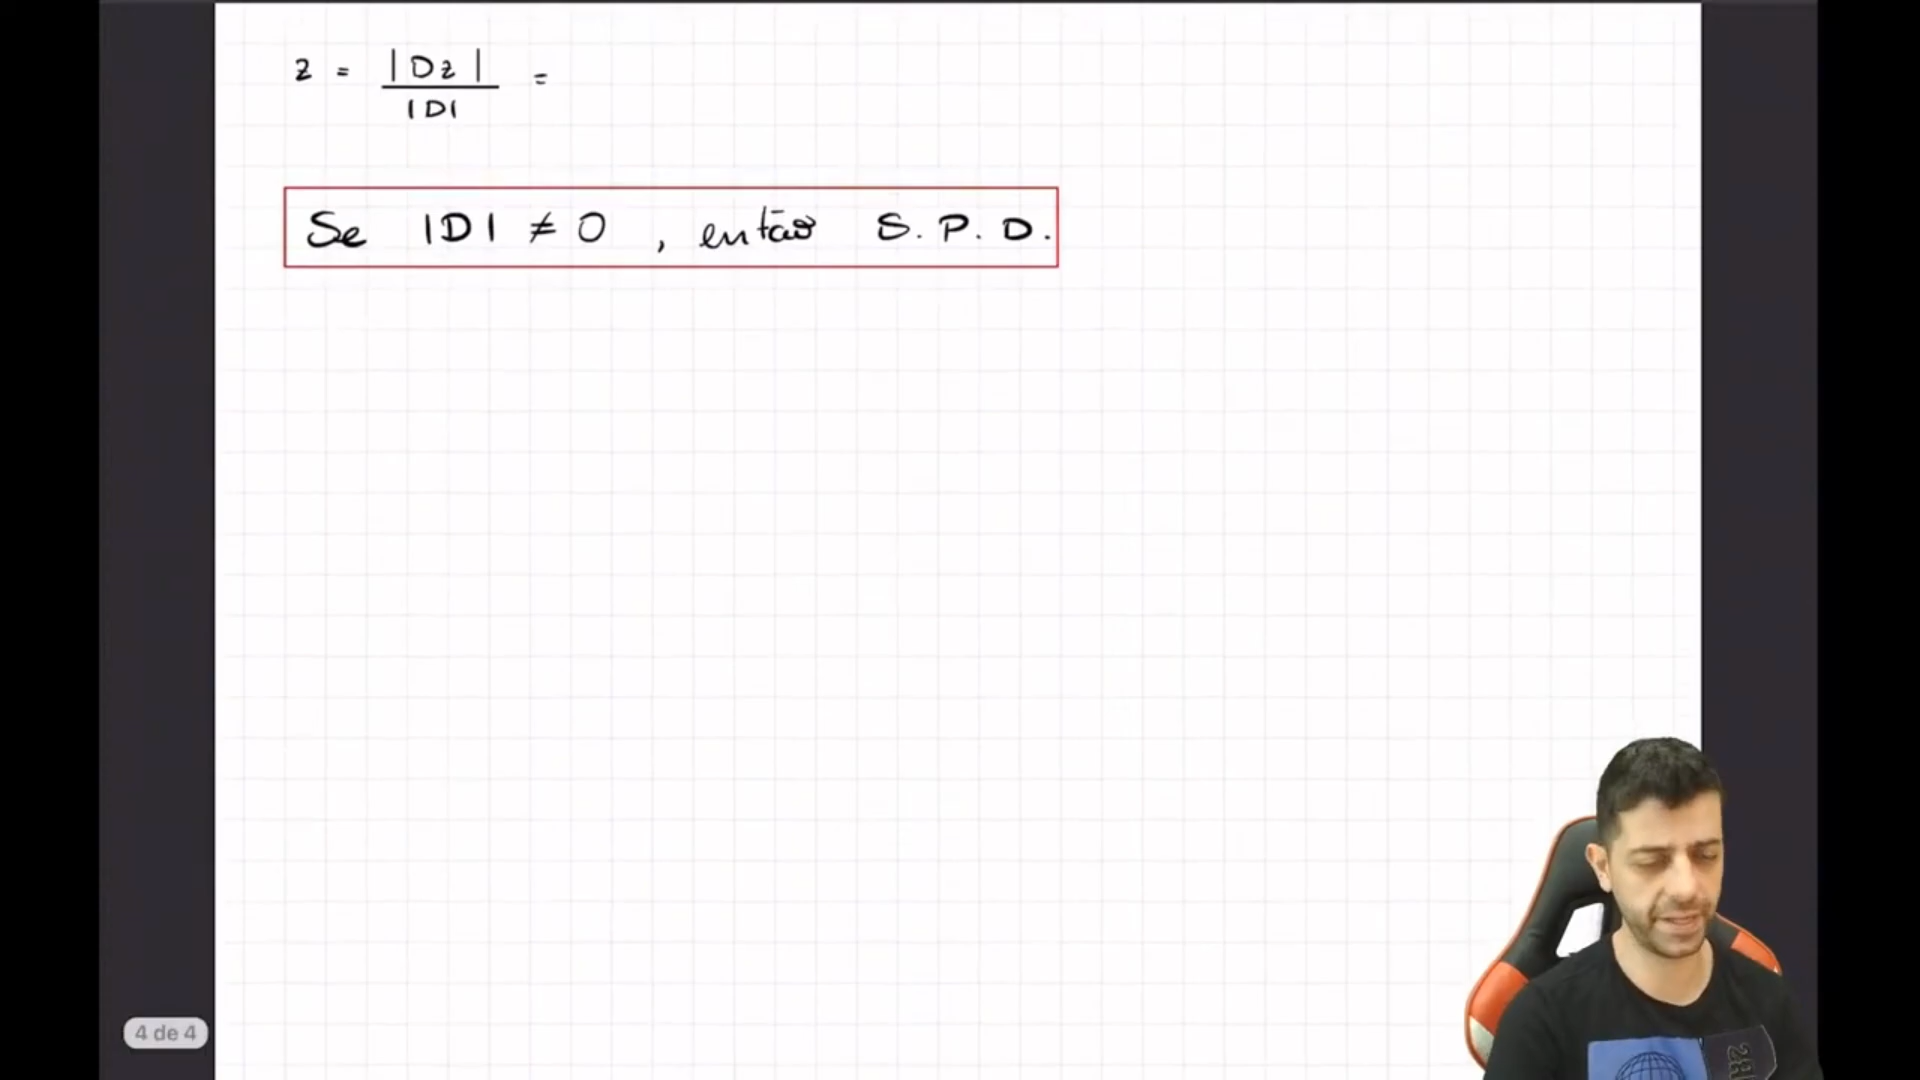 z = |Dz| / |D| =
Se |D| ≠ 0 , então S. P. D.
4 de 4